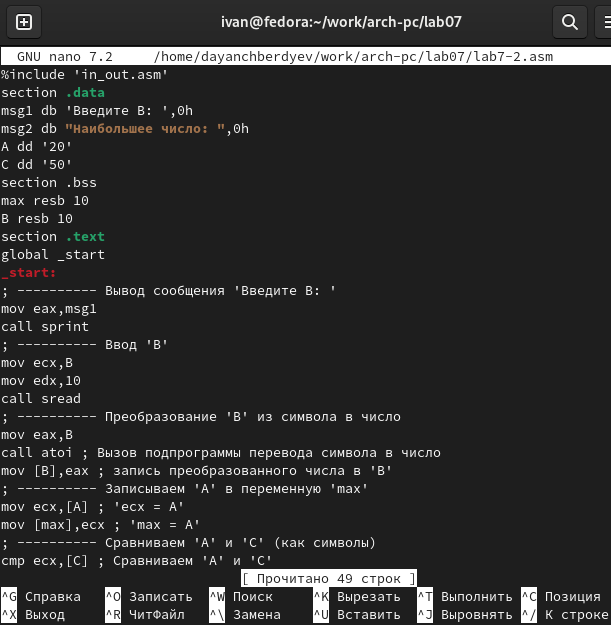 ivan@fedora:~/work/arch-pc/lab07
GNU nano 7.2 /home/dayanchberdyev/work/arch-pc/lab07/lab7-2.asm
%include 'in_out.asm'
section .data
msg1 db 'Введите B: ',0h
msg2 db "Наибольшее число: ",0h
A dd '20'
C dd '50'
section .bss
max resb 10
B resb 10
section .text
global _start
_start:
; ---------- Вывод сообщения 'Введите B: '
mov eax,msg1
call sprint
; ---------- Ввод 'B'
mov ecx,B
mov edx,10
call sread
; ---------- Преобразование 'B' из символа в число
mov eax,B
call atoi ; Вызов подпрограммы перевода символа в число
mov [B],eax ; запись преобразованного числа в 'B'
; ---------- Записываем 'A' в переменную 'max'
mov ecx,[A] ; 'ecx = A'
mov [max],ecx ; 'max = A'
; ---------- Сравниваем 'A' и 'C' (как символы)
cmp ecx,[C] ; Сравниваем 'A' и 'C'
[ Прочитано 49 строк ]
^G Справка ^O Записать ^W Поиск ^K Вырезать ^T Выполнить ^C Позиция
^X Выход ^R ЧитФайл ^\ Замена ^U Вставить ^J Выровнять ^/ К строке